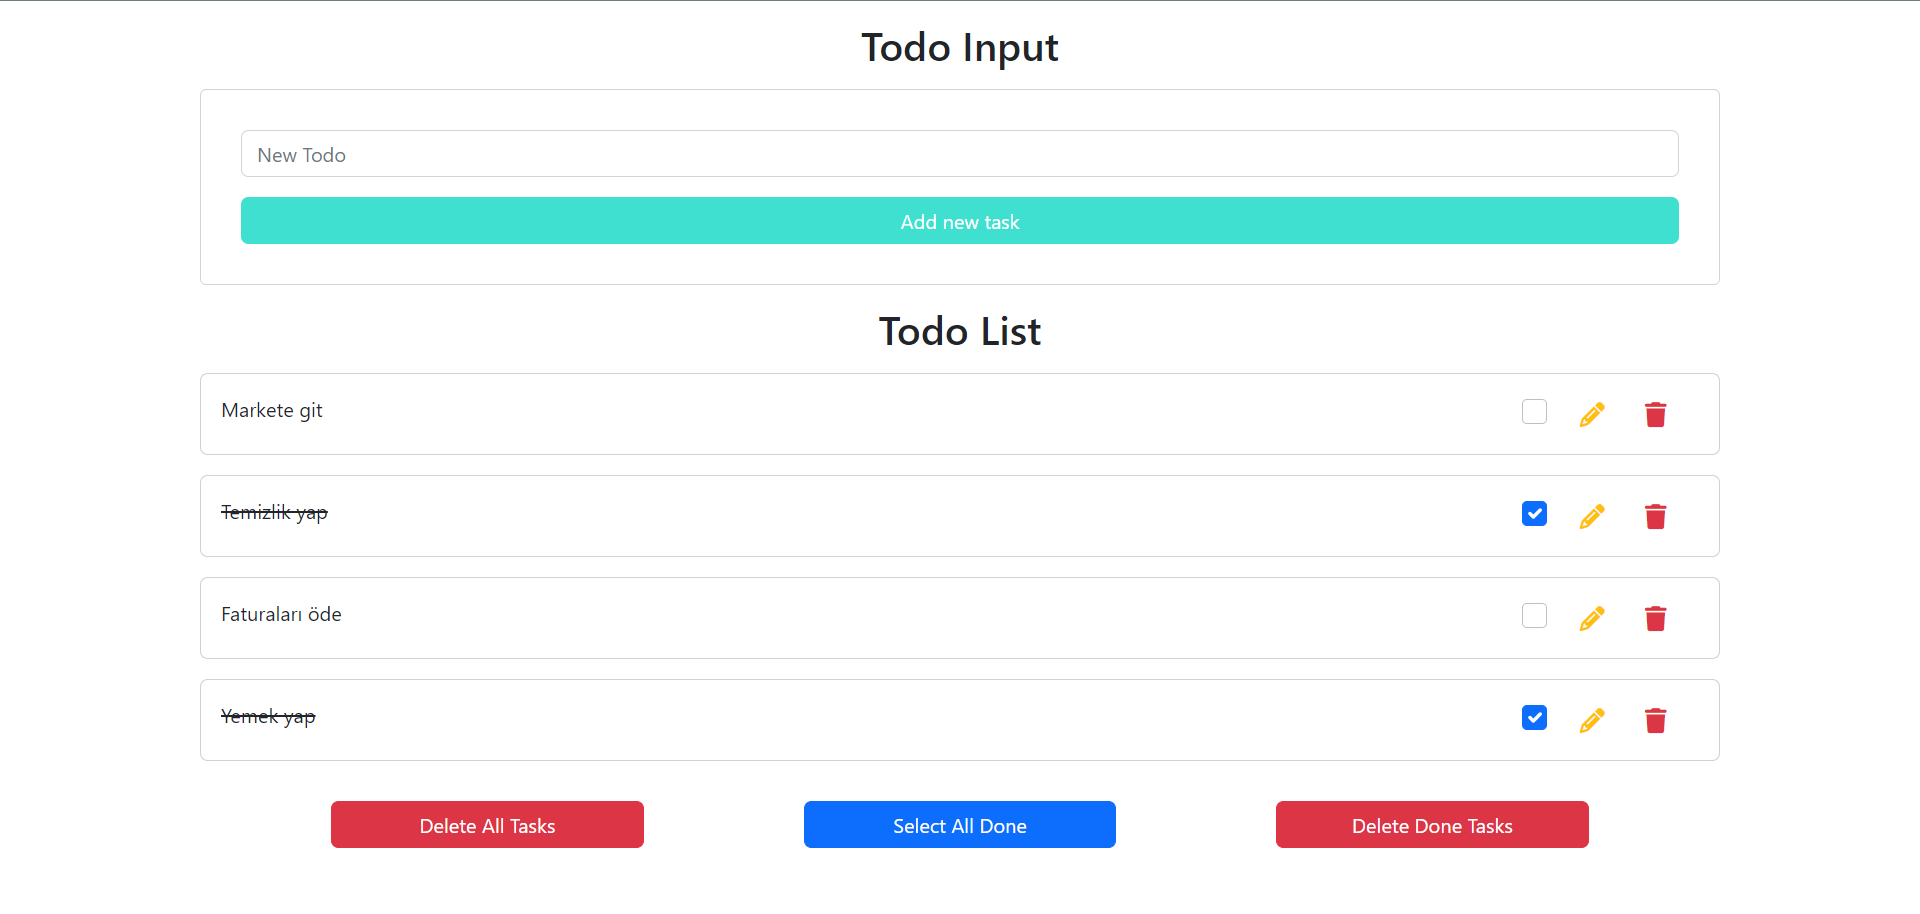 Todo Input
New Todo
Add new task
Todo List
Markete git
Temizlik yap
Faturaları öde
Yemek yap
Delete All Tasks
Select All Done
Delete Done Tasks